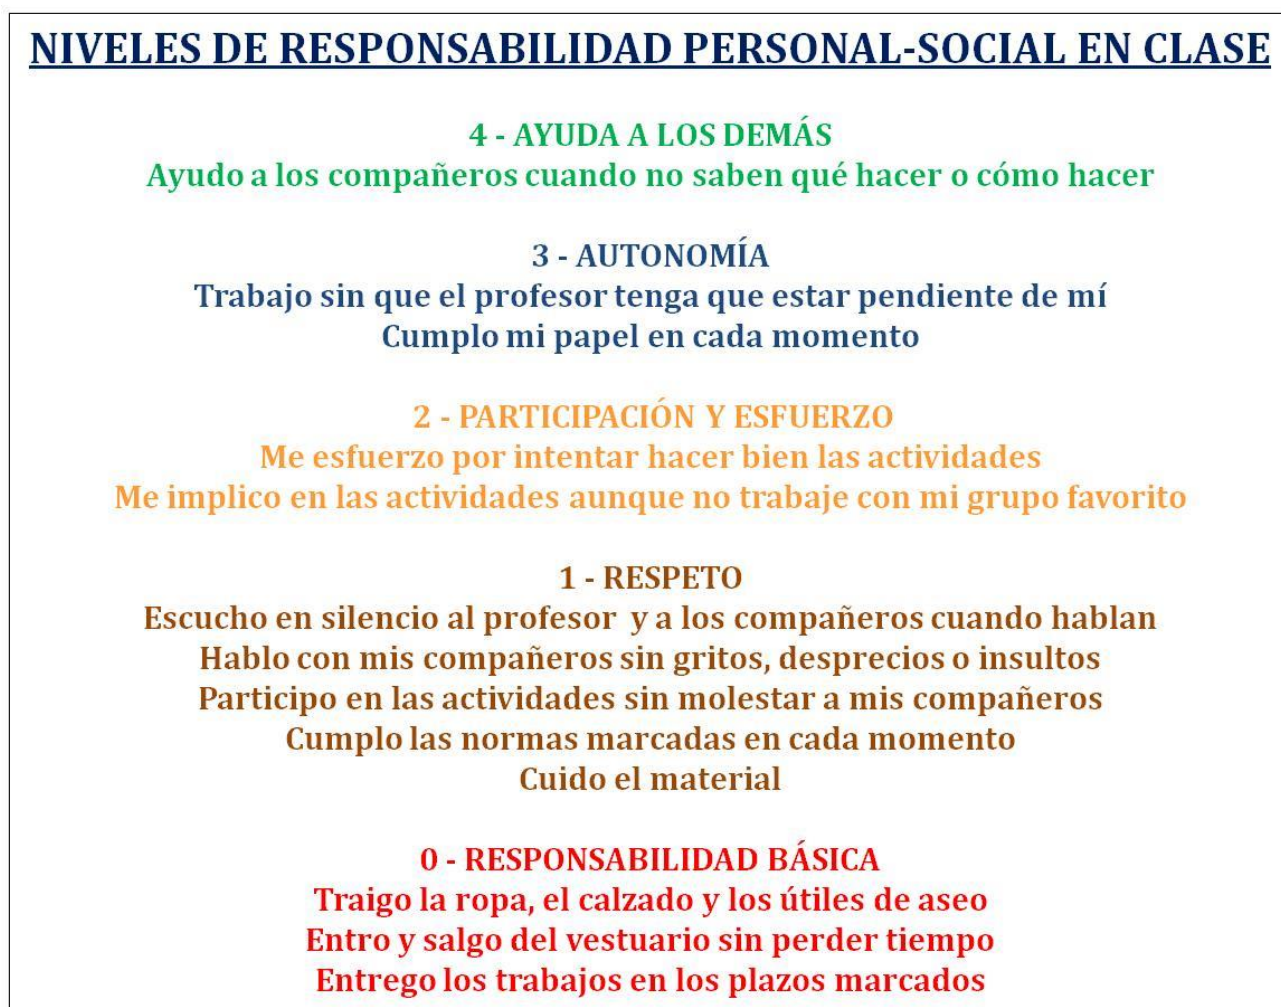 NIVELES DE RESPONSABILIDAD PERSONAL-SOCIAL EN CLASE
4 - AYUDA A LOS DEMÁS
Ayudo a los compañeros cuando no saben qué hacer o cómo hacer
3 - AUTONOMÍA
Trabajo sin que el profesor tenga que estar pendiente de mí
Cumplo mi papel en cada momento
2 - PARTICIPACIÓN Y ESFUERZO
Me esfuerzo por intentar hacer bien las actividades
Me implico en las actividades aunque no trabaje con mi grupo favorito
1 - RESPETO
Escucho en silencio al profesor y a los compañeros cuando hablan
Hablo con mis compañeros sin gritos, desprecios o insultos
Participo en las actividades sin molestar a mis compañeros
Cumplo las normas marcadas en cada momento
Cuido el material
0 - RESPONSABILIDAD BÁSICA
Traigo la ropa, el calzado y los útiles de aseo
Entro y salgo del vestuario sin perder tiempo
Entrego los trabajos en los plazos marcados